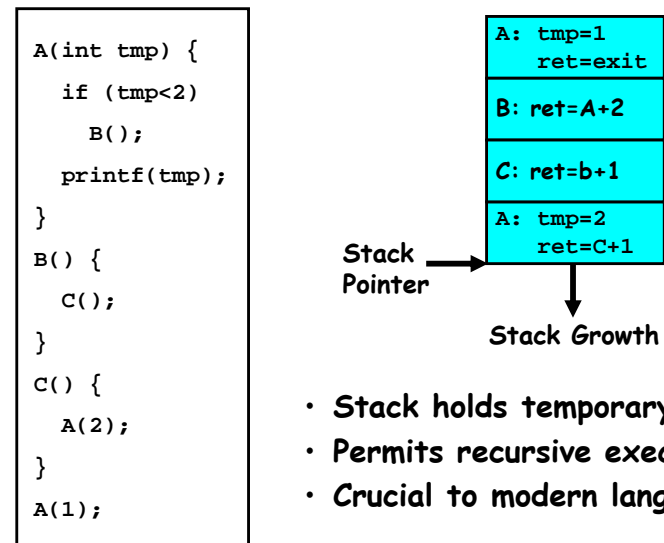 A(int tmp) {
if (tmp<2)
B();
printf(tmp);
}
B() {
C();
}
C() {
A(2);
}
A(1);
A: tmp=1
ret=exit
B: ret=A+2
C: ret=b+1
A: tmp=2
ret=C+1
Stack
Pointer
Stack Growth
• Stack holds temporary
• Permits recursive exec
• Crucial to modern lang